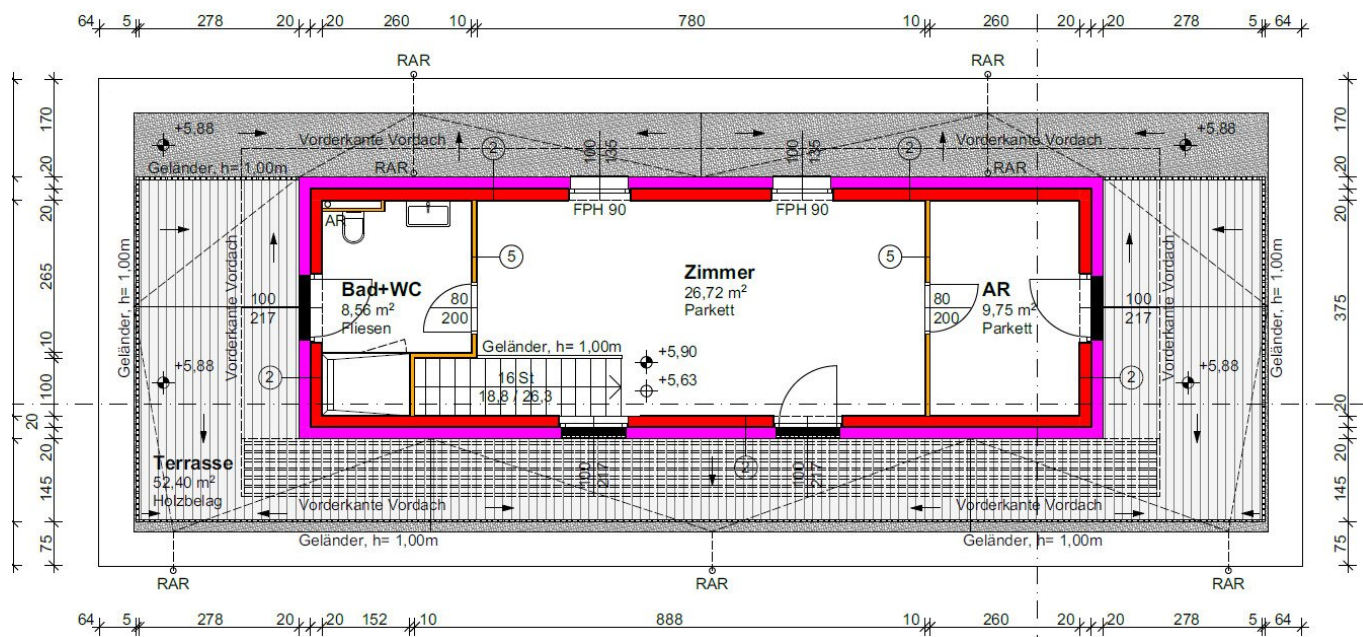 64 5 278 20 20 260 10 780 10 260 20 20 278 5 64
RAR RAR
170 20 20 265 10 100 20 20 145 75
+5,88 Vorderkante Vordach 2 100 135 100 135 2 Vorderkante Vordach +5,88
Geländer, h= 1,00m RAR RAR
AR FPH 90 FPH 90
Geländer, h= 1,00m
Vorderkante Vordach
5 5
Zimmer
26,72 m²
Parkett
Bad+WC
8,56 m²
Fliesen
AR
9,75 m²
Parkett
100
217
80
200
80
200
100
217
Geländer, h= 1,00m
Vorderkante Vordach
Geländer, h= 1,00m
+5,90
+5,63
+5,88 2 2 +5,88
16 St
18,8 / 26,3
Terrasse
52,40 m²
Holzbelag
100 217 2 100 217
Vorderkante Vordach Vorderkante Vordach
Geländer, h= 1,00m Geländer, h= 1,00m
RAR RAR RAR
170 20 20 375 20 20 145 75
64 5 278 20 20 152 10 888 10 260 20 20 278 5 64